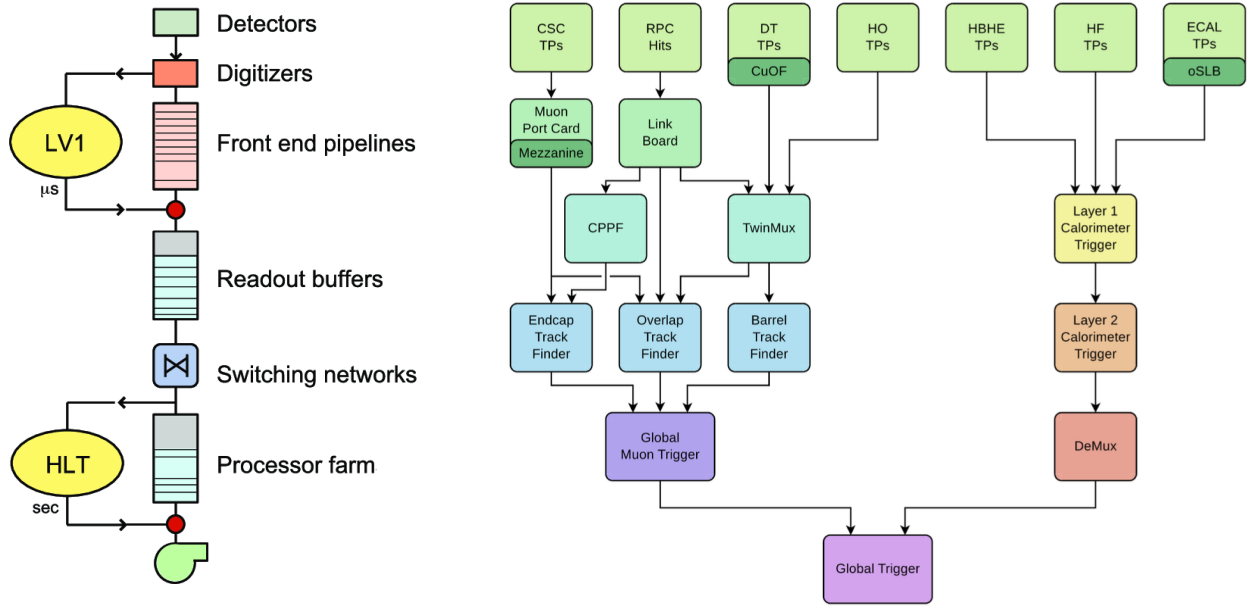 Detectors
Digitizers
LV1
Front end pipelines
μs
Readout buffers
Switching networks
HLT
Processor farm
sec
CSC
TPs
RPC
Hits
DT
TPs
CuOF
HO
TPs
HBHE
TPs
HF
TPs
ECAL
TPs
oSLB
Muon
Port Card
Mezzanine
Link
Board
CPPF
TwinMux
Layer 1
Calorimeter
Trigger
Endcap
Track
Finder
Overlap
Track
Finder
Barrel
Track
Finder
Layer 2
Calorimeter
Trigger
Global
Muon Trigger
DeMux
Global Trigger